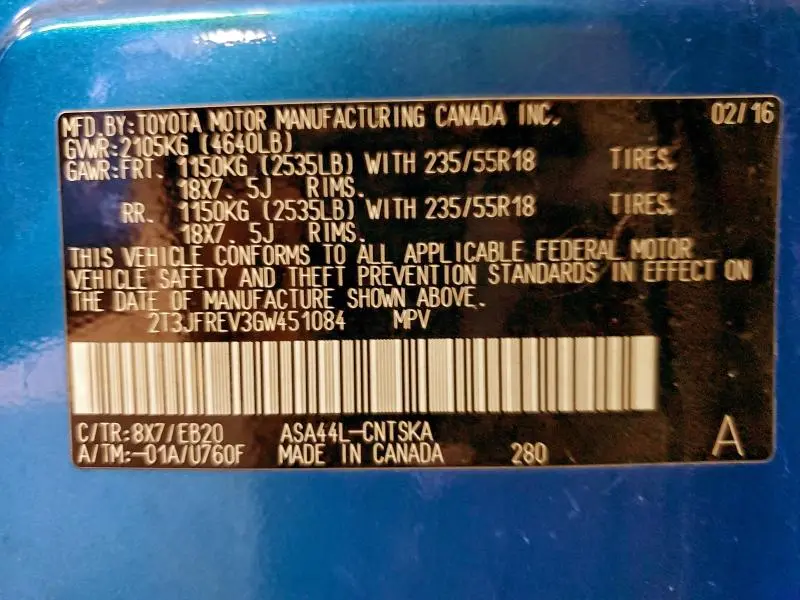 MFD.BY:TOYOTA MOTOR MANUFACTURING CANADA INC. 02/16
GVWR:2105KG (4640LB)
GAWR:FRT. 1150KG (2535LB) WITH 235/55R18 TIRES,
18X7. 5J RIMS.
RR. 1150KG (2535LB) WITH 235/55R18 TIRES,
18X7. 5J RIMS.
THIS VEHICLE CONFORMS TO ALL APPLICABLE FEDERAL MOTOR
VEHICLE SAFETY AND THEFT PREVENTION STANDARDS IN EFFECT ON
THE DATE OF MANUFACTURE SHOWN ABOVE.
2T3JFREV3GW451084 MPV
C/TR:8X7/EB20 ASA44L-CNTSKA
A/TM:-01A/U760F MADE IN CANADA 280 A